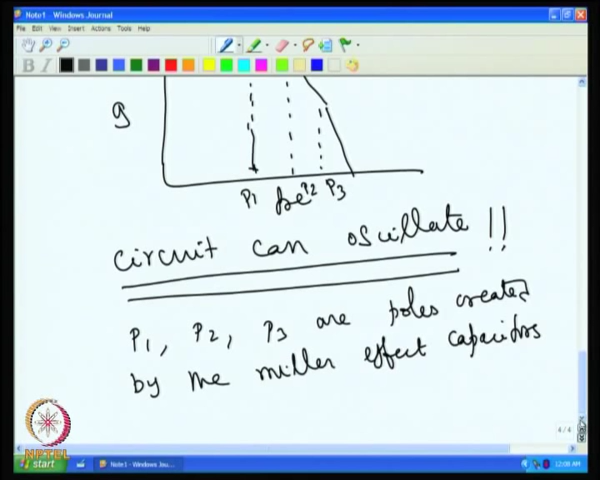 Note1 - Windows Journal
File Edit View Insert Actions Tools Help
B I
g
P1 P2 P3
circuit can oscillate !!
P1, P2, P3 are poles created
by the miller effect capacitors
4 / 4
NPTEL
start Note1 - Windows Jou... 12:08 AM